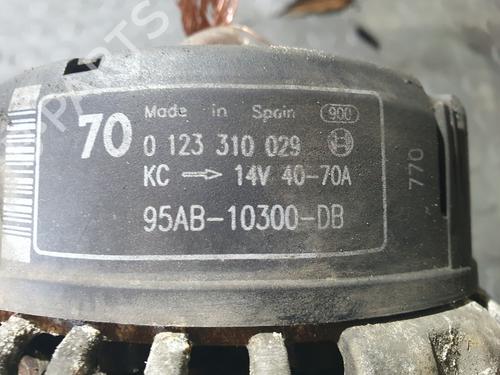 70 Made in Spain 900
0 123 310 029
KC → 14V 40-70A
95AB-10300-DB
770